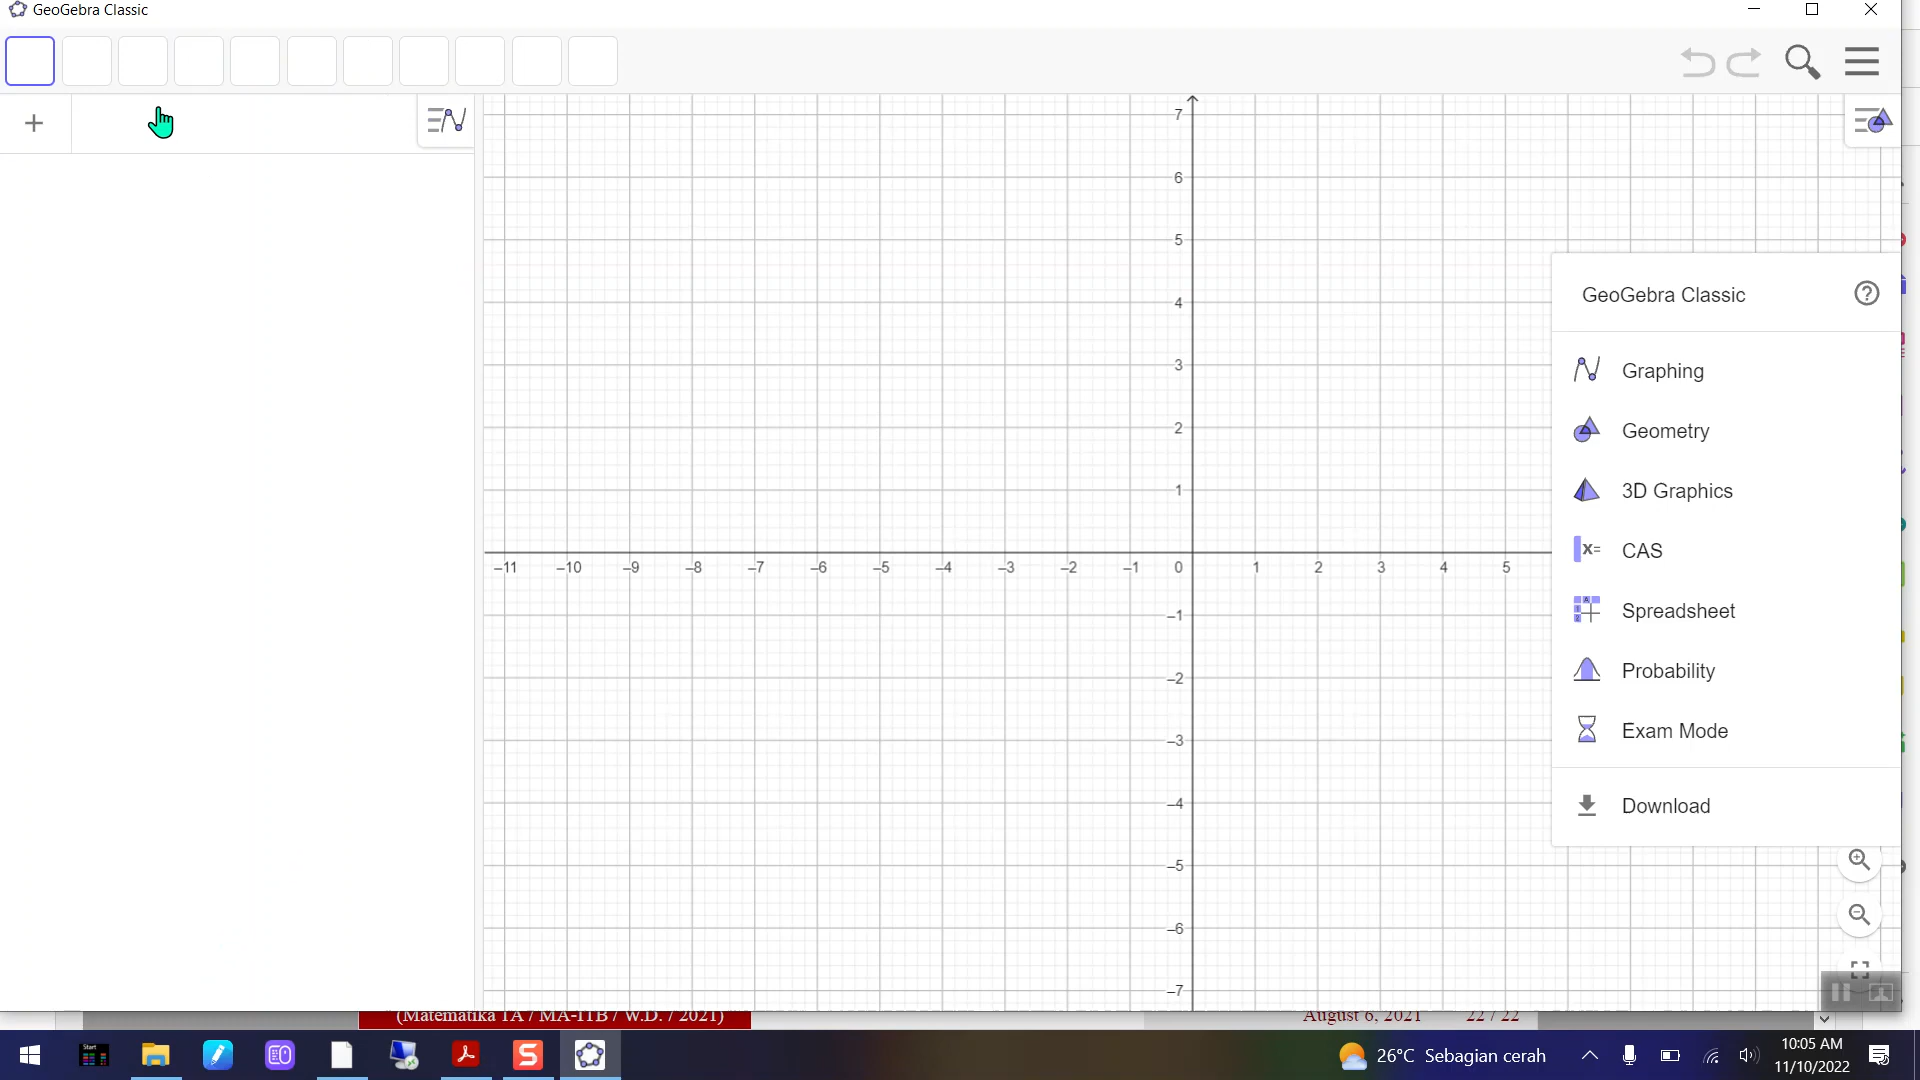 GeoGebra Classic
7
6
5
4
3
2
1
–11 –10 –9 –8 –7 –6 –5 –4 –3 –2 –1 0 1 2 3 4 5
–1
–2
–3
–4
–5
–6
–7
GeoGebra Classic
Graphing
Geometry
3D Graphics
x= CAS
Spreadsheet
Probability
Exam Mode
Download
(Matematika 1A / MA-ITB / W.D. / 2021) August 6, 2021 22 / 22
Start
26°C Sebagian cerah
10:05 AM
11/10/2022